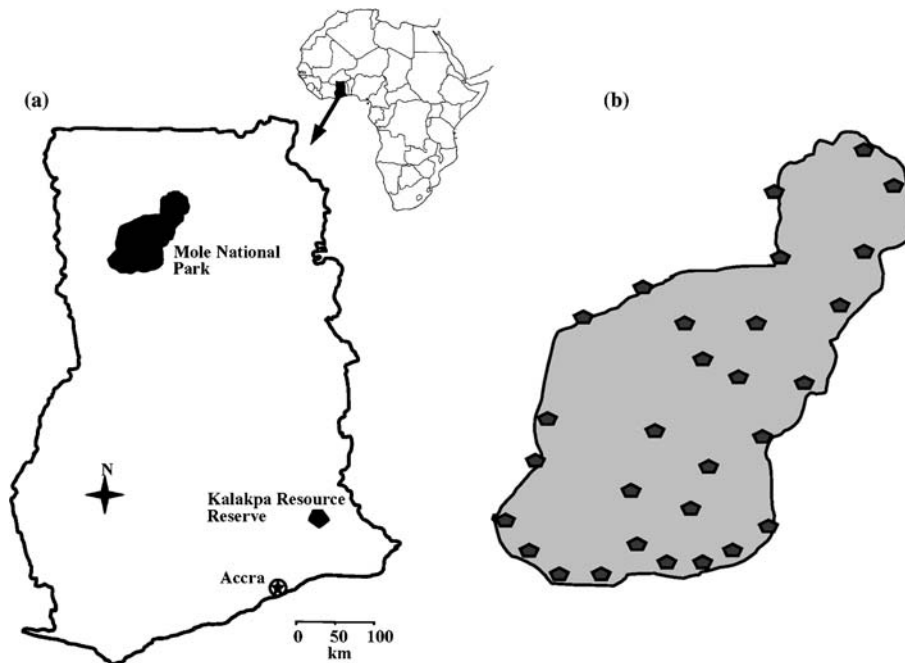 (a)
(b)
Mole National
Park
N
Kalakpa Resource
Reserve
Accra
0 50 100
km